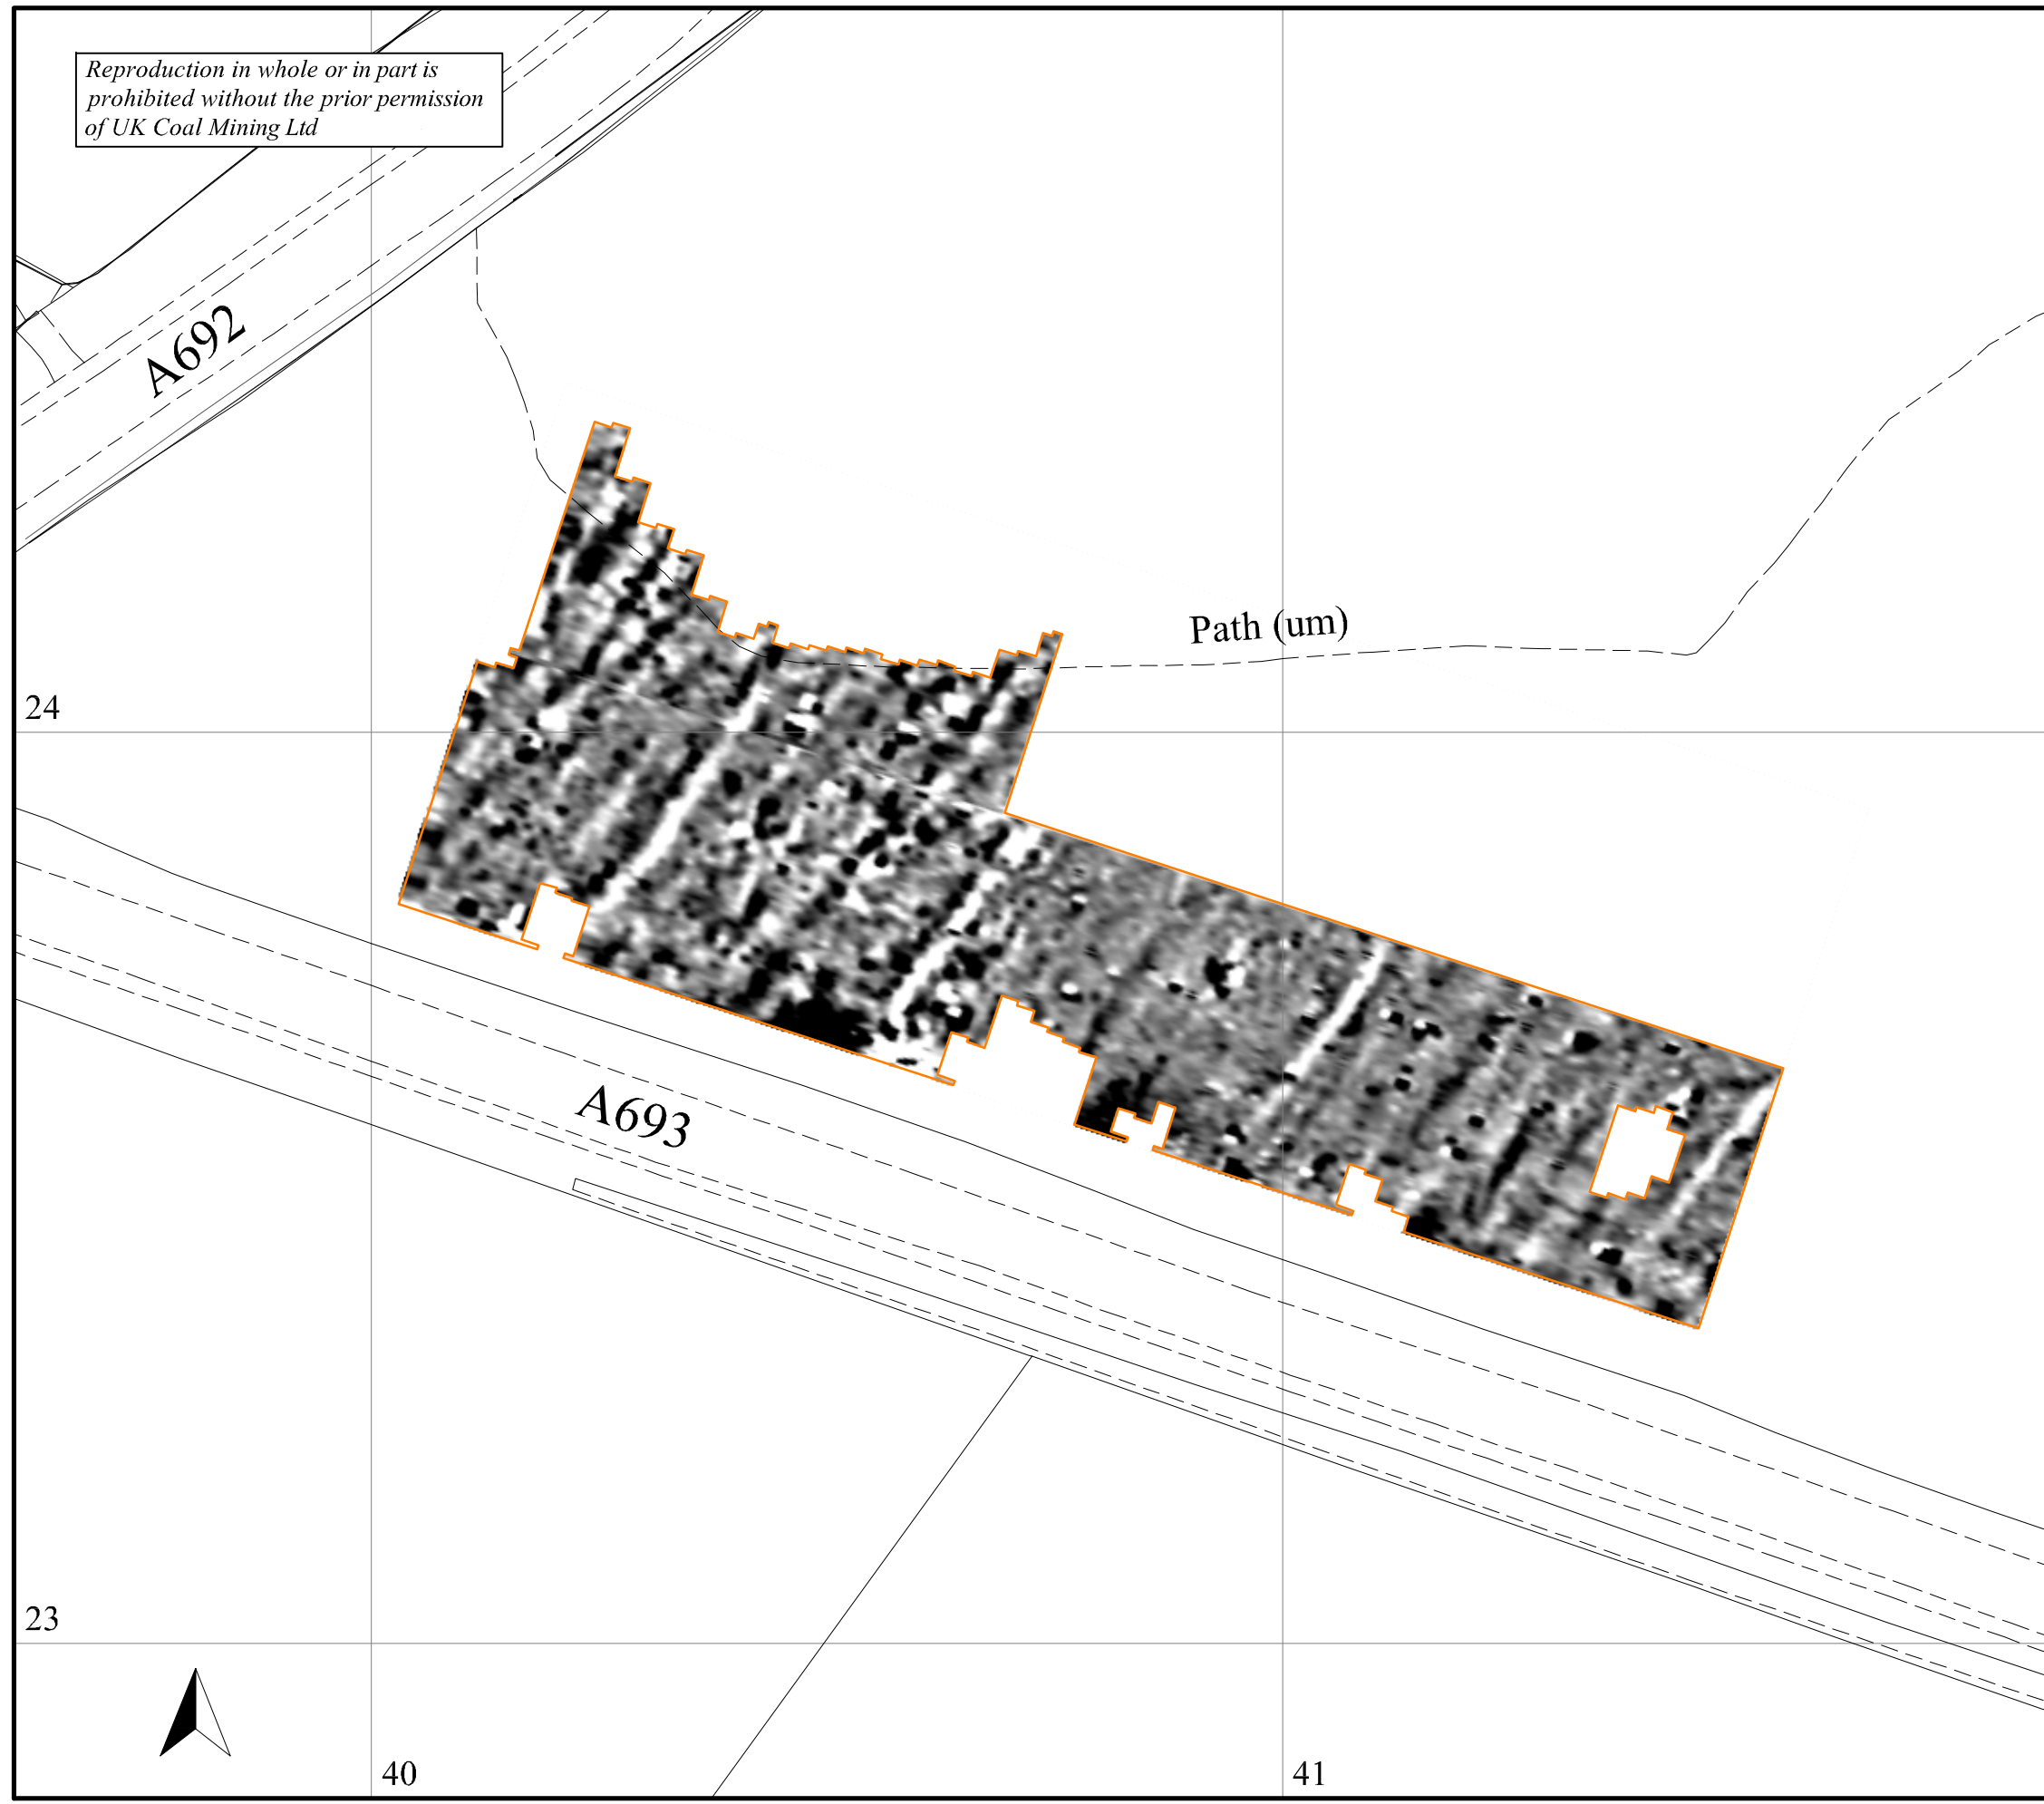 Reproduction in whole or in part is
prohibited without the prior permission
of UK Coal Mining Ltd
A692
Path (um)
24
A693
23
40
41